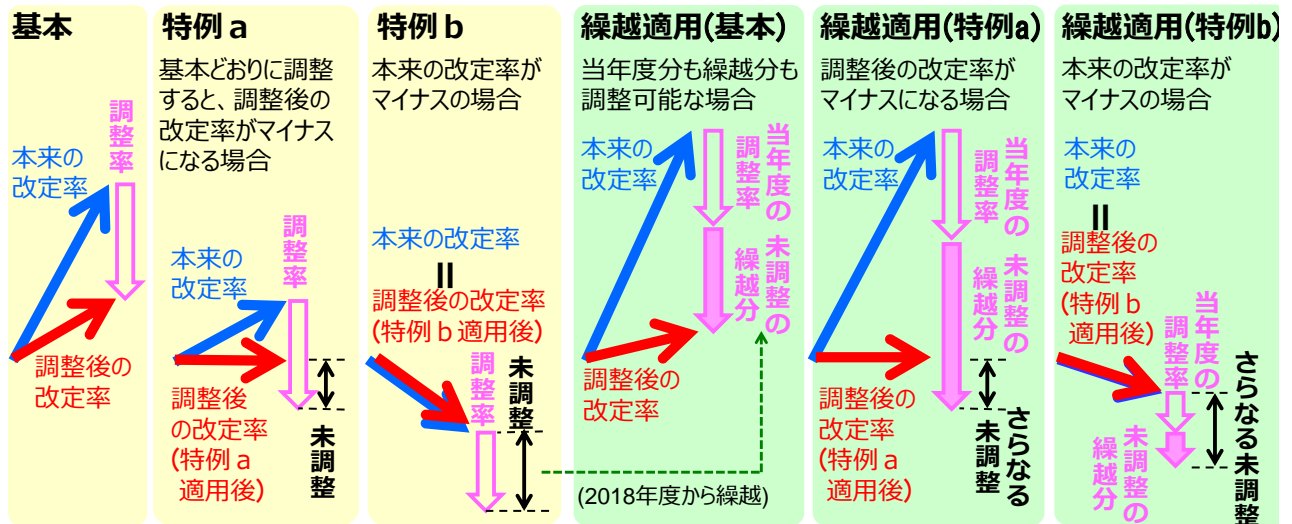 基本
調整率
本来の
改定率
調整後の
改定率
特例ａ
基本どおりに調整
すると、調整後の
改定率がマイナス
になる場合
調整率
本来の
改定率
調整後
の改定率
(特例ａ
適用後)
未調整
特例ｂ
本来の改定率が
マイナスの場合
本来の改定率
=
調整後の改定率
(特例ｂ適用後)
調整率
未調整
繰越適用(基本)
当年度分も繰越分も
調整可能な場合
本来の
改定率
当年度の
調整率
未調整の
繰越分
調整後の
改定率
(2018年度から繰越)
繰越適用(特例a)
調整後の改定率が
マイナスになる場合
本来の
改定率
当年度の
調整率
未調整の
繰越分
調整後の
改定率
(特例ａ
適用後)
さらなる
未調整
繰越適用(特例b)
本来の改定率が
マイナスの場合
本来の
改定率
=
調整後の
改定率
(特例ｂ
適用後)
当年度の
調整率
未調整の
繰越分
さらなる未調整